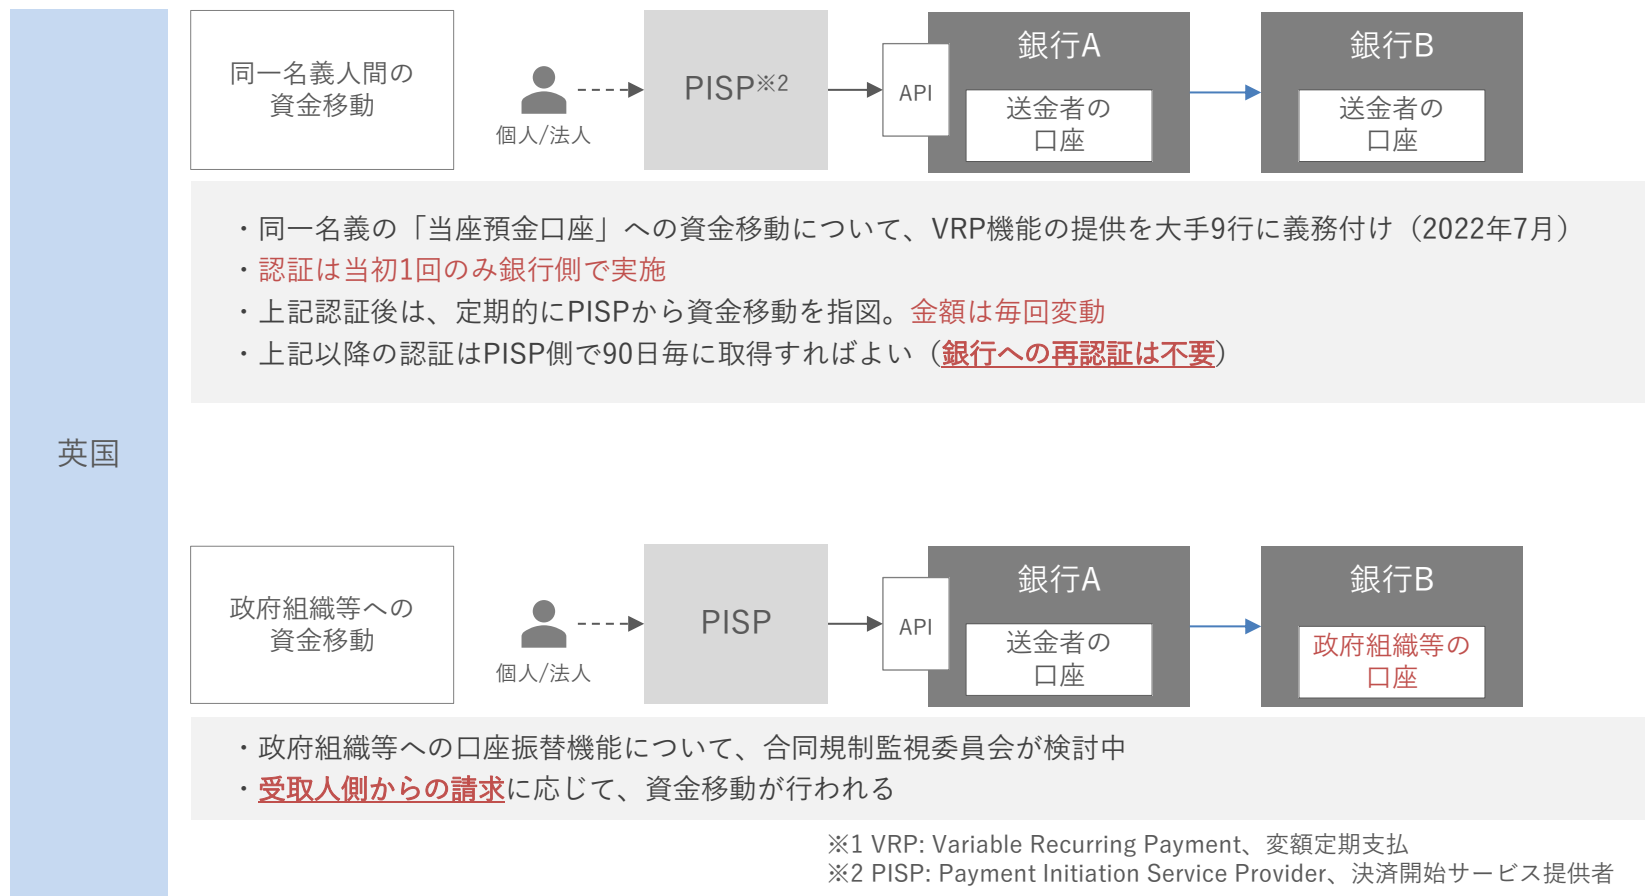 英国
同一名義人間の
資金移動
個人/法人
PISP※2
API
銀行A
送金者の
口座
銀行B
送金者の
口座
・同一名義の「当座預金口座」への資金移動について、VRP機能の提供を大手9行に義務付け（2022年7月）
・認証は当初1回のみ銀行側で実施
・上記認証後は、定期的にPISPから資金移動を指図。金額は毎回変動
・上記以降の認証はPISP側で90日毎に取得すればよい（銀行への再認証は不要）
政府組織等への
資金移動
個人/法人
PISP
API
銀行A
送金者の
口座
銀行B
政府組織等の
口座
・政府組織等への口座振替機能について、合同規制監視委員会が検討中
・受取人側からの請求に応じて、資金移動が行われる
※1 VRP: Variable Recurring Payment、変額定期支払
※2 PISP: Payment Initiation Service Provider、決済開始サービス提供者